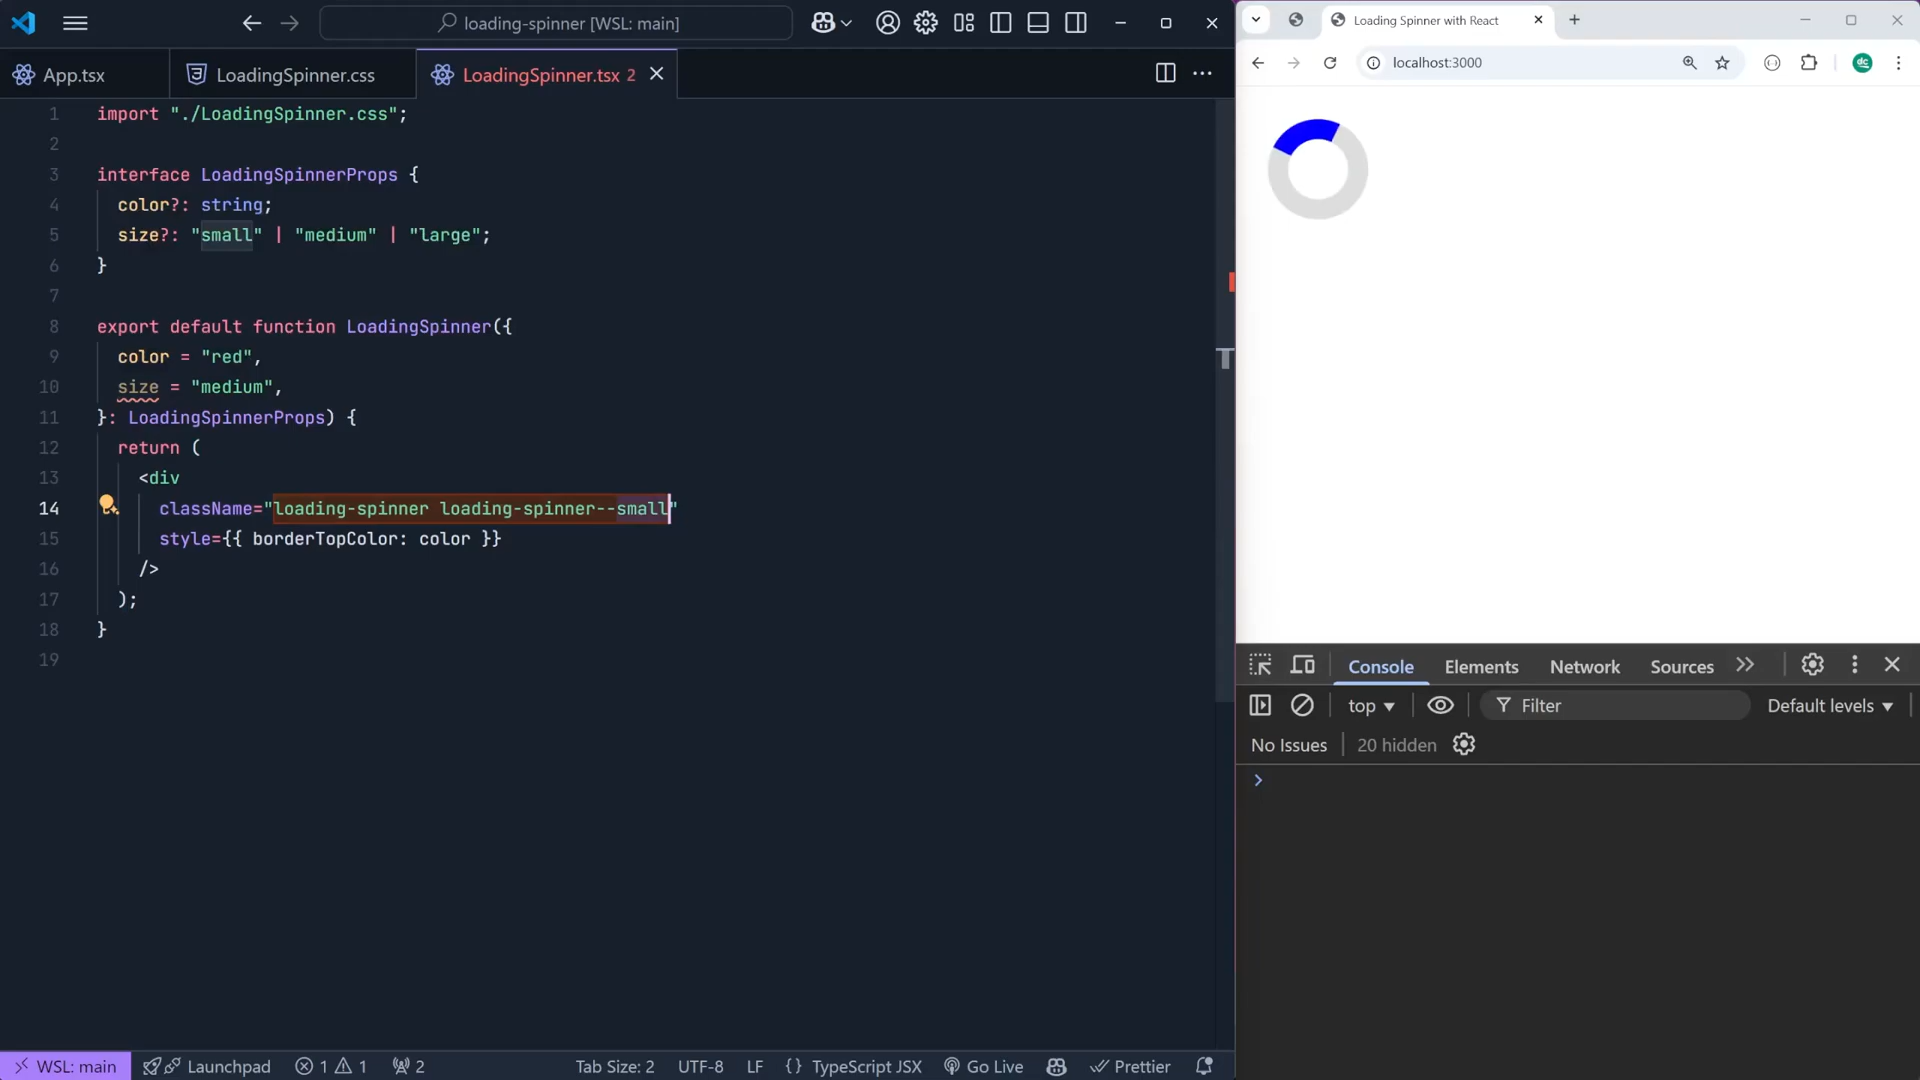 loading-spinner [WSL: main]
App.tsx
LoadingSpinner.css
LoadingSpinner.tsx 2
1 import "./LoadingSpinner.css";
2
3 interface LoadingSpinnerProps {
4 color?: string;
5 size?: "small" | "medium" | "large";
6 }
7
8 export default function LoadingSpinner({
9 color = "red",
10 size = "medium",
11 }: LoadingSpinnerProps) {
12 return (
13 <div
14 className="loading-spinner loading-spinner--small"
15 style={{ borderTopColor: color }}
16 />
17 );
18 }
19
WSL: main
Launchpad
1 1
2
Tab Size: 2
UTF-8
LF
{ } TypeScript JSX
Go Live
Prettier
Loading Spinner with React
localhost:3000
dc
Console
Elements
Network
Sources
top
Filter
Default levels
No Issues
20 hidden